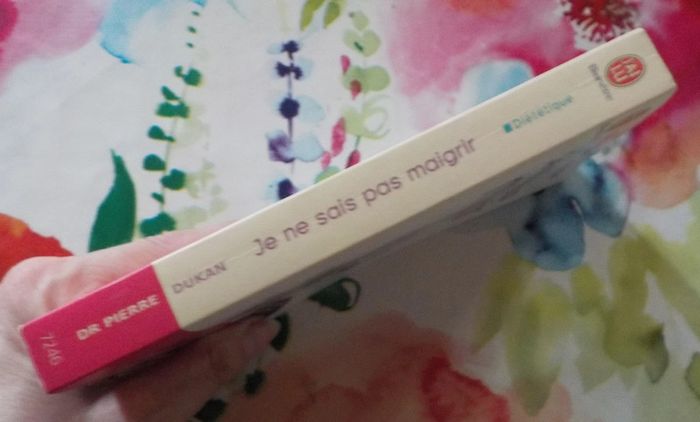 7246 DR PIERRE DUKAN Je ne sais pas maigrir Diététique
J'AI LU
Bien-être